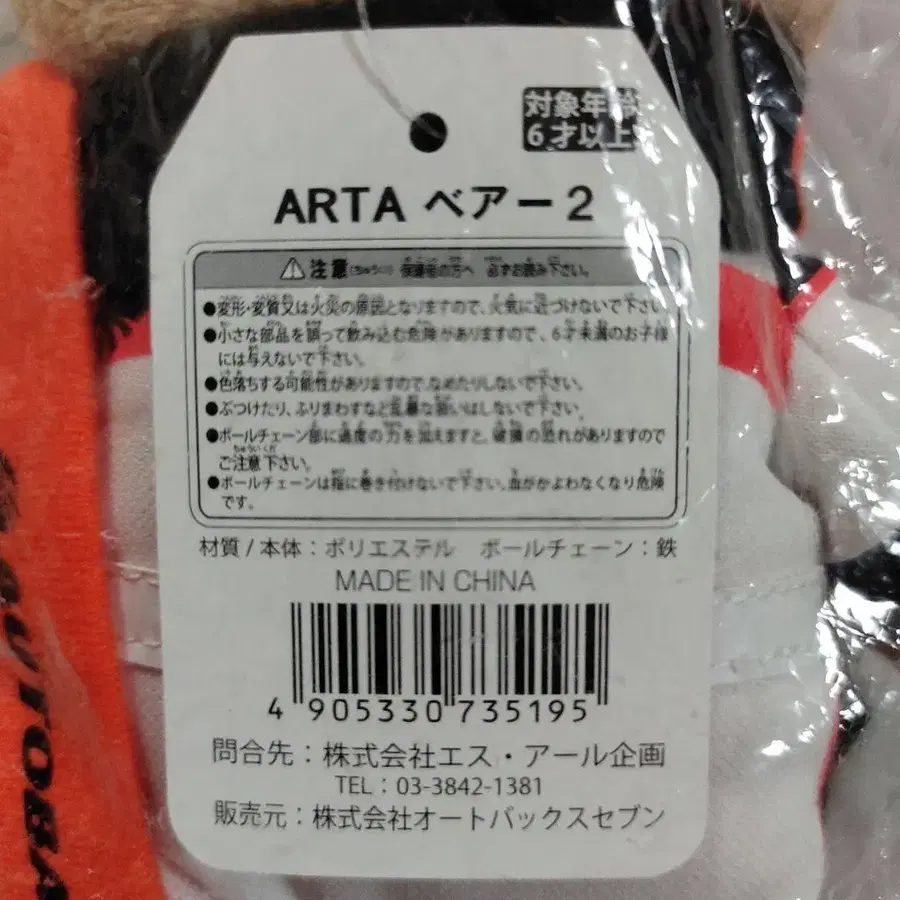 対象年齢
6才以上
ARTA ベアー2
⚠注意(ちゅうい) 保護者の方へ 必ずお読み下さい。
●変形・変質又は火災の原因となりますので、火気に近づけないで下さい。
●小さな部品を誤って飲み込む危険がありますので、6才未満のお子様
には与えないで下さい。
●色落ちする可能性がありますので、なめたりしないで下さい。
●ぶつけたり、ふりまわすなど乱暴な扱いはしないで下さい。
●ボールチェーン部に過度の力を加えますと、破損の恐れがありますので
ご注意下さい。
●ボールチェーンは指に巻き付けないで下さい。血がかよわなくなり危険
です。
材質/本体:ポリエステル ボールチェーン:鉄
MADE IN CHINA
4 905330 735195
問合先:株式会社エス・アール企画
TEL:03-3842-1381
販売元:株式会社オートバックスセブン
AUTOBA